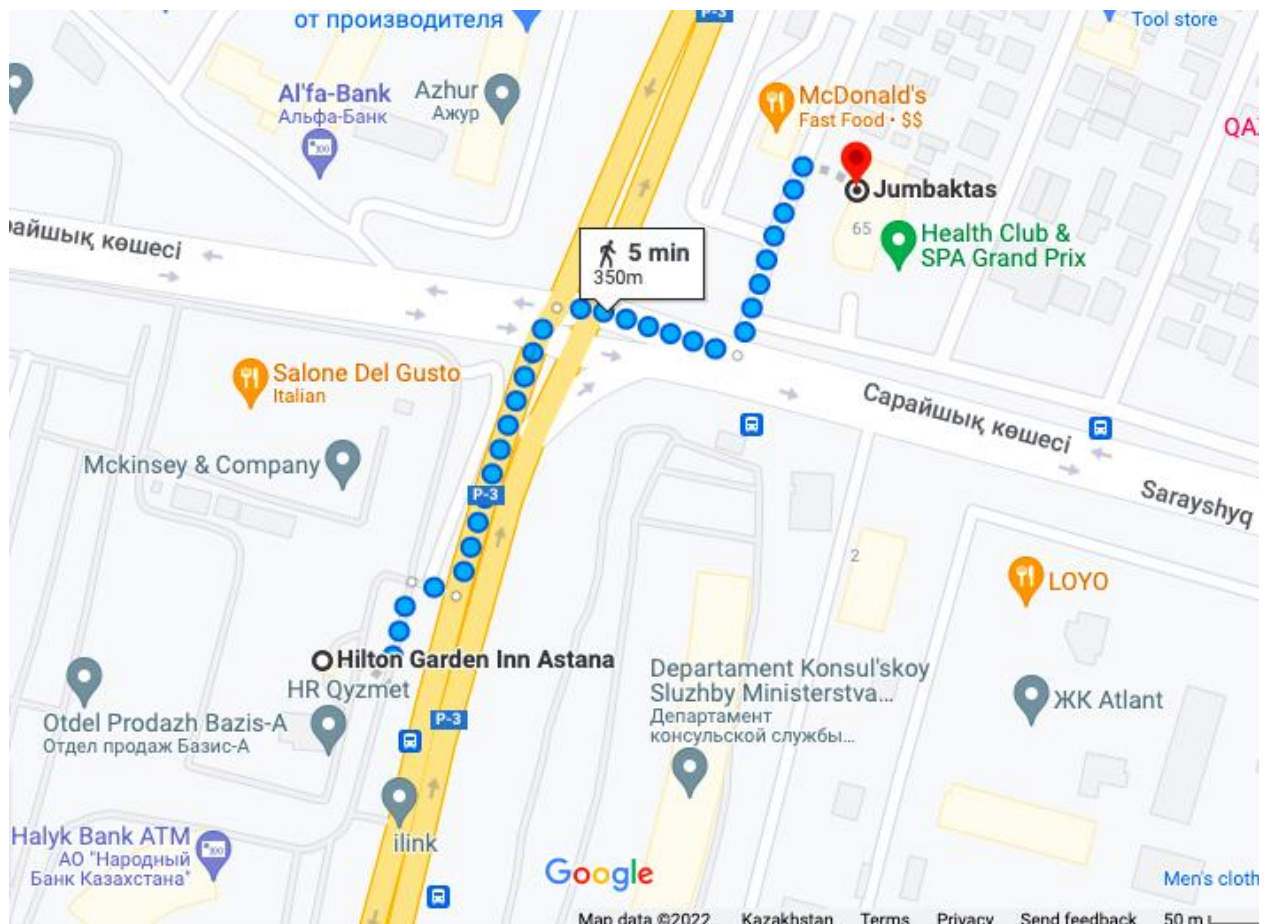 от производителя
P-3
Tool store
Al'fa-Bank
Альфа-Банк
Azhur
Ажур
McDonald's
Fast Food • $$
QAZ
Jumbaktas
65
Health Club &
SPA Grand Prix
райшық көшесі
5 min
350m
Salone Del Gusto
Italian
Сарайшық көшесі
Mckinsey & Company
P-3
Sarayshyq
2
LOYO
Hilton Garden Inn Astana
HR Qyzmet
Departament Konsul'skoy
Sluzhby Ministerstva...
Департамент
консульской службы...
ЖК Atlant
Otdel Prodazh Bazis-A
Отдел продаж Базис-А
P-3
ilink
Halyk Bank ATM
АО "Народный
Банк Казахстана"
Google
Men's cloth
Map data ©2022 Kazakhstan Terms Privacy Send feedback 50 m